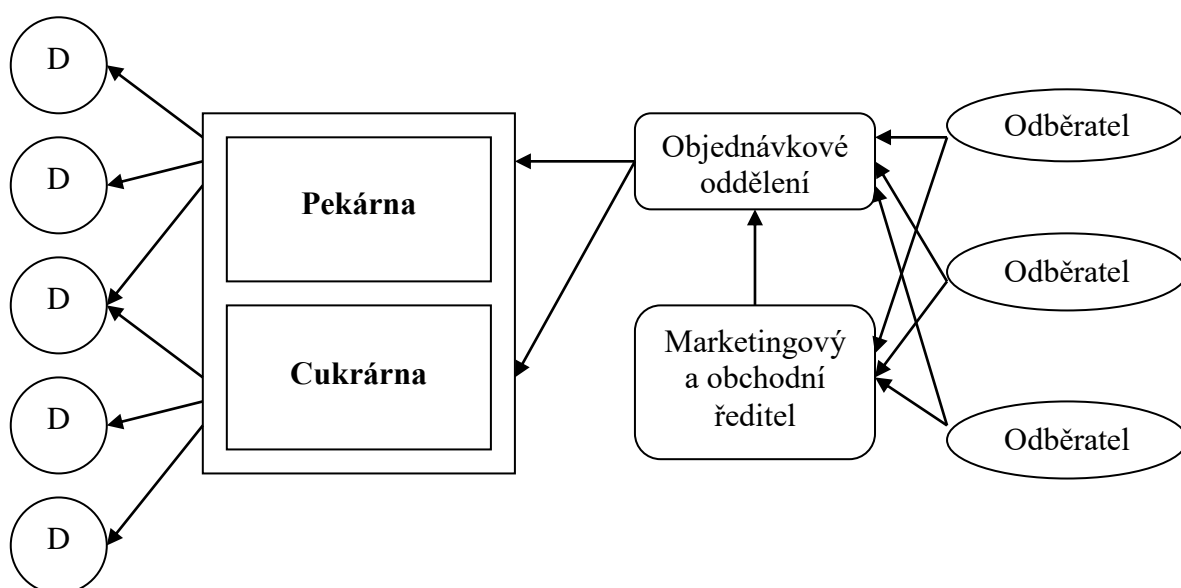 D
D
D
D
D
Pekárna
Cukrárna
Objednávkové
oddělení
Marketingový
a obchodní
ředitel
Odběratel
Odběratel
Odběratel